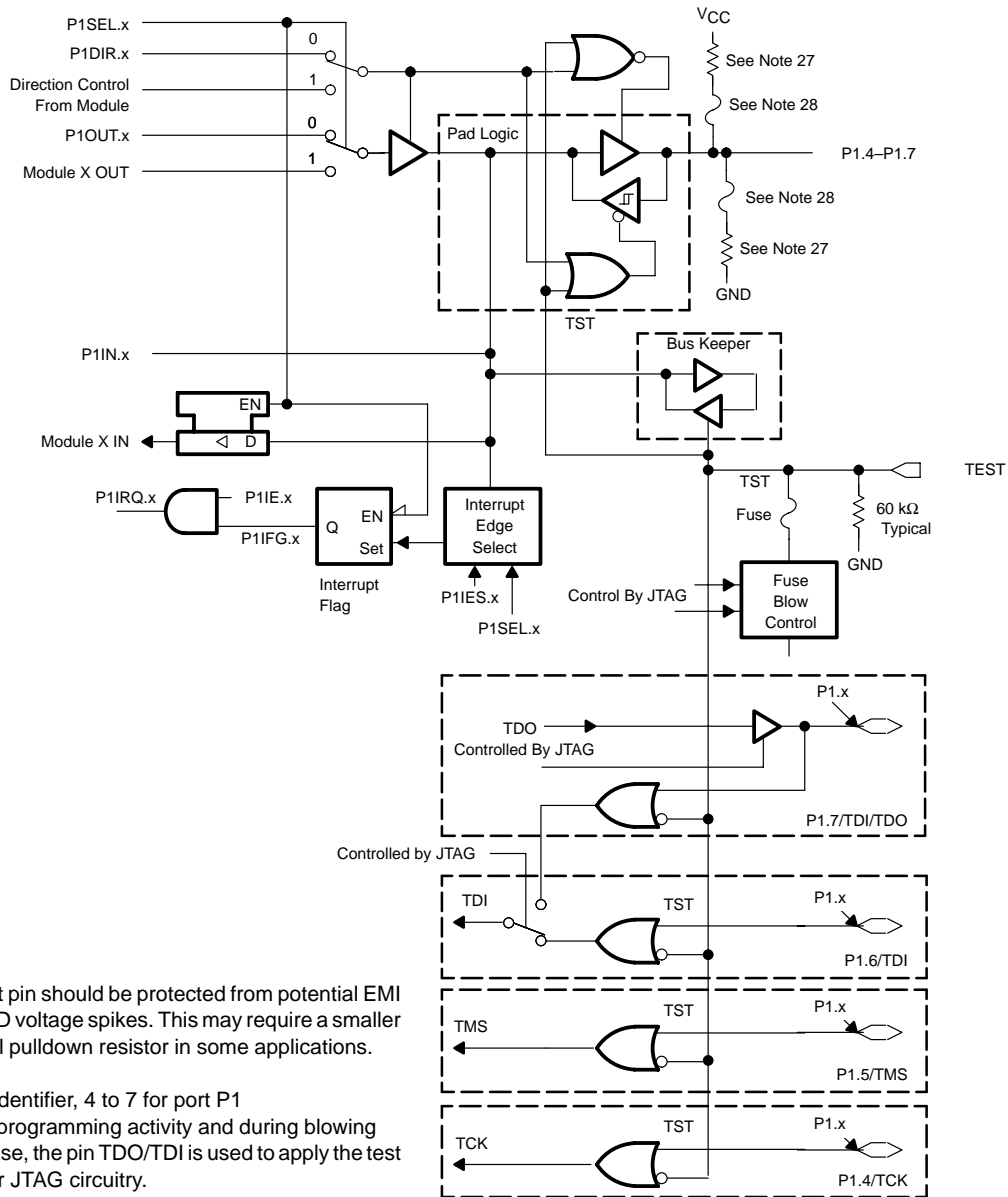 P1SEL.x
P1DIR.x
Direction Control
From Module
P1OUT.x
Module X OUT
0
1
0
1
Pad Logic
TST
VCC
See Note 27
See Note 28
P1.4–P1.7
See Note 28
See Note 27
GND
P1IN.x
Bus Keeper
EN
D
Module X IN
P1IRQ.x
P1IE.x
P1IFG.x
Q
EN
Set
Interrupt
Flag
Interrupt
Edge
Select
P1IES.x
P1SEL.x
TST
TEST
Fuse
60 kΩ
Typical
GND
Control By JTAG
Fuse
Blow
Control
P1.x
TDO
Controlled By JTAG
P1.7/TDI/TDO
Controlled by JTAG
TDI
TST
P1.x
P1.6/TDI
TMS
TST
P1.x
P1.5/TMS
TCK
TST
P1.x
P1.4/TCK
pin should be protected from potential EMI
voltage spikes. This may require a smaller
pulldown resistor in some applications.
dentifier, 4 to 7 for port P1
programming activity and during blowing
se, the pin TDO/TDI is used to apply the test
r JTAG circuitry.